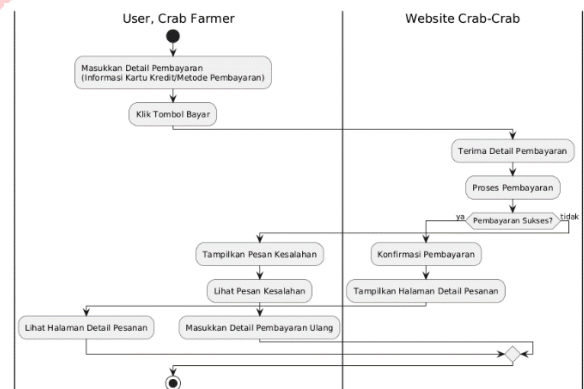 User, Crab Farmer
Website Crab-Crab
Masukkan Detail Pembayaran
(Informasi Kartu Kredit/Metode Pembayaran)
Klik Tombol Bayar
Terima Detail Pembayaran
Proses Pembayaran
ya
Pembayaran Sukses?
tidak
Tampilkan Pesan Kesalahan
Konfirmasi Pembayaran
Lihat Pesan Kesalahan
Tampilkan Halaman Detail Pesanan
Lihat Halaman Detail Pesanan
Masukkan Detail Pembayaran Ulang